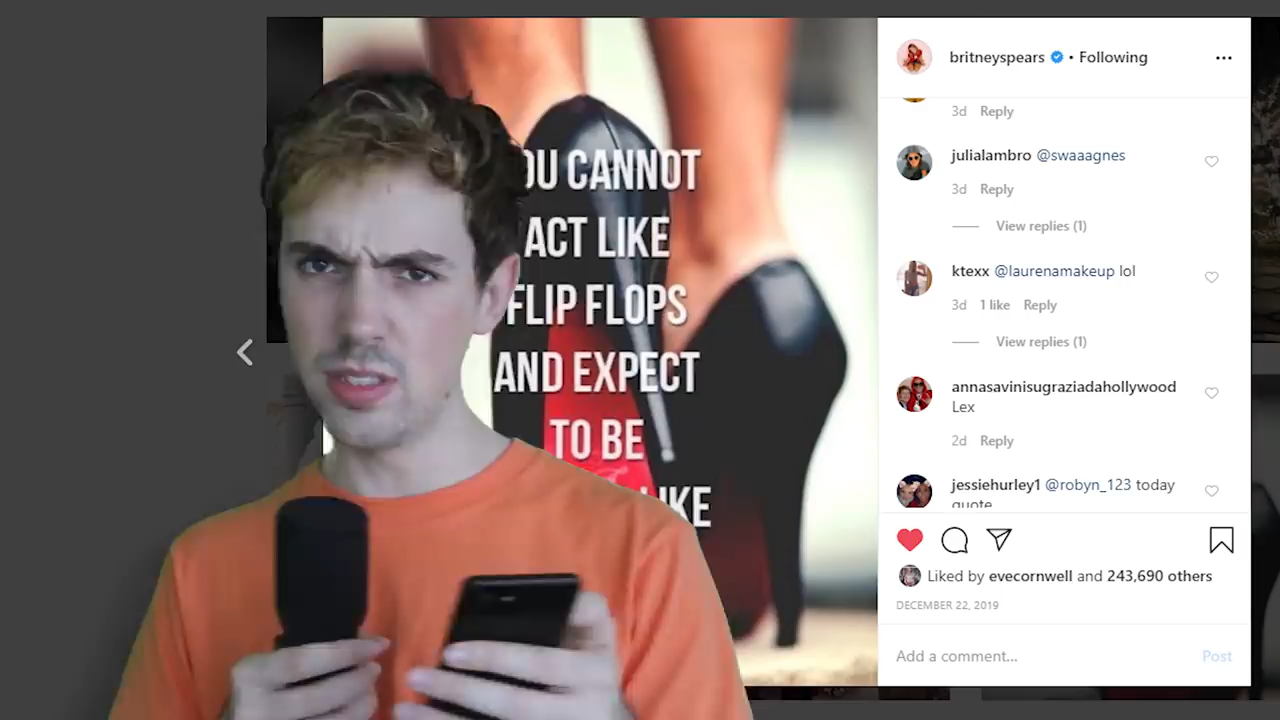 OU CANNOT
ACT LIKE
FLIP FLOPS
AND EXPECT
TO BE
IKE
britneyspears • Following
3d Reply
julialambro @swaaagnes
3d Reply
View replies (1)
ktexx @laurenamakeup lol
3d 1 like Reply
View replies (1)
annasavinisugraziadahollywood
Lex
2d Reply
jessiehurley1 @robyn_123 today
quote
Liked by evecornwell and 243,690 others
DECEMBER 22, 2019
Add a comment... Post